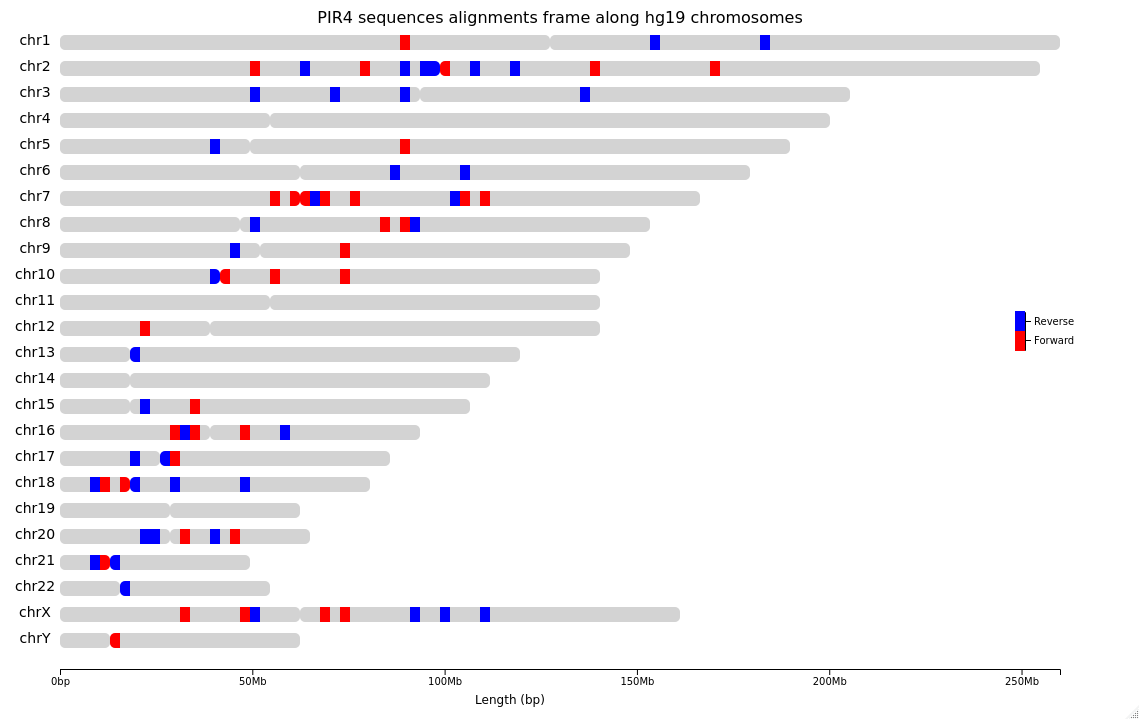 PIR4 sequences alignments frame along hg19 chromosomes
chr1
chr2
chr3
chr4
chr5
chr6
chr7
chr8
chr9
chr10
chr11
chr12
chr13
chr14
chr15
chr16
chr17
chr18
chr19
chr20
chr21
chr22
chrX
chrY
Reverse
Forward
0bp 50Mb 100Mb 150Mb 200Mb 250Mb
Length (bp)